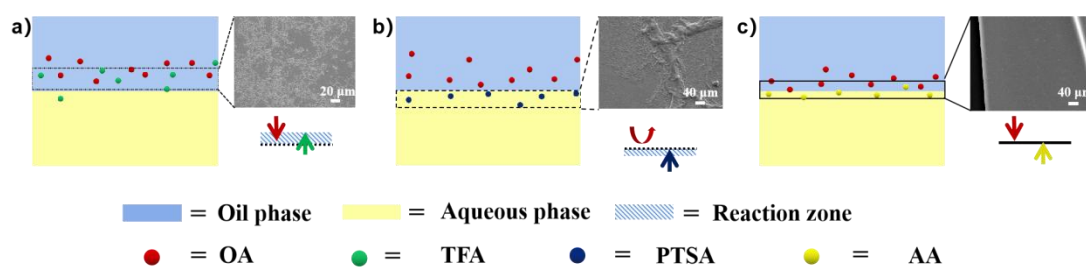 a) b) c)
20 μm 40 μm 40 μm
= Oil phase = Aqueous phase = Reaction zone
= OA = TFA = PTSA = AA